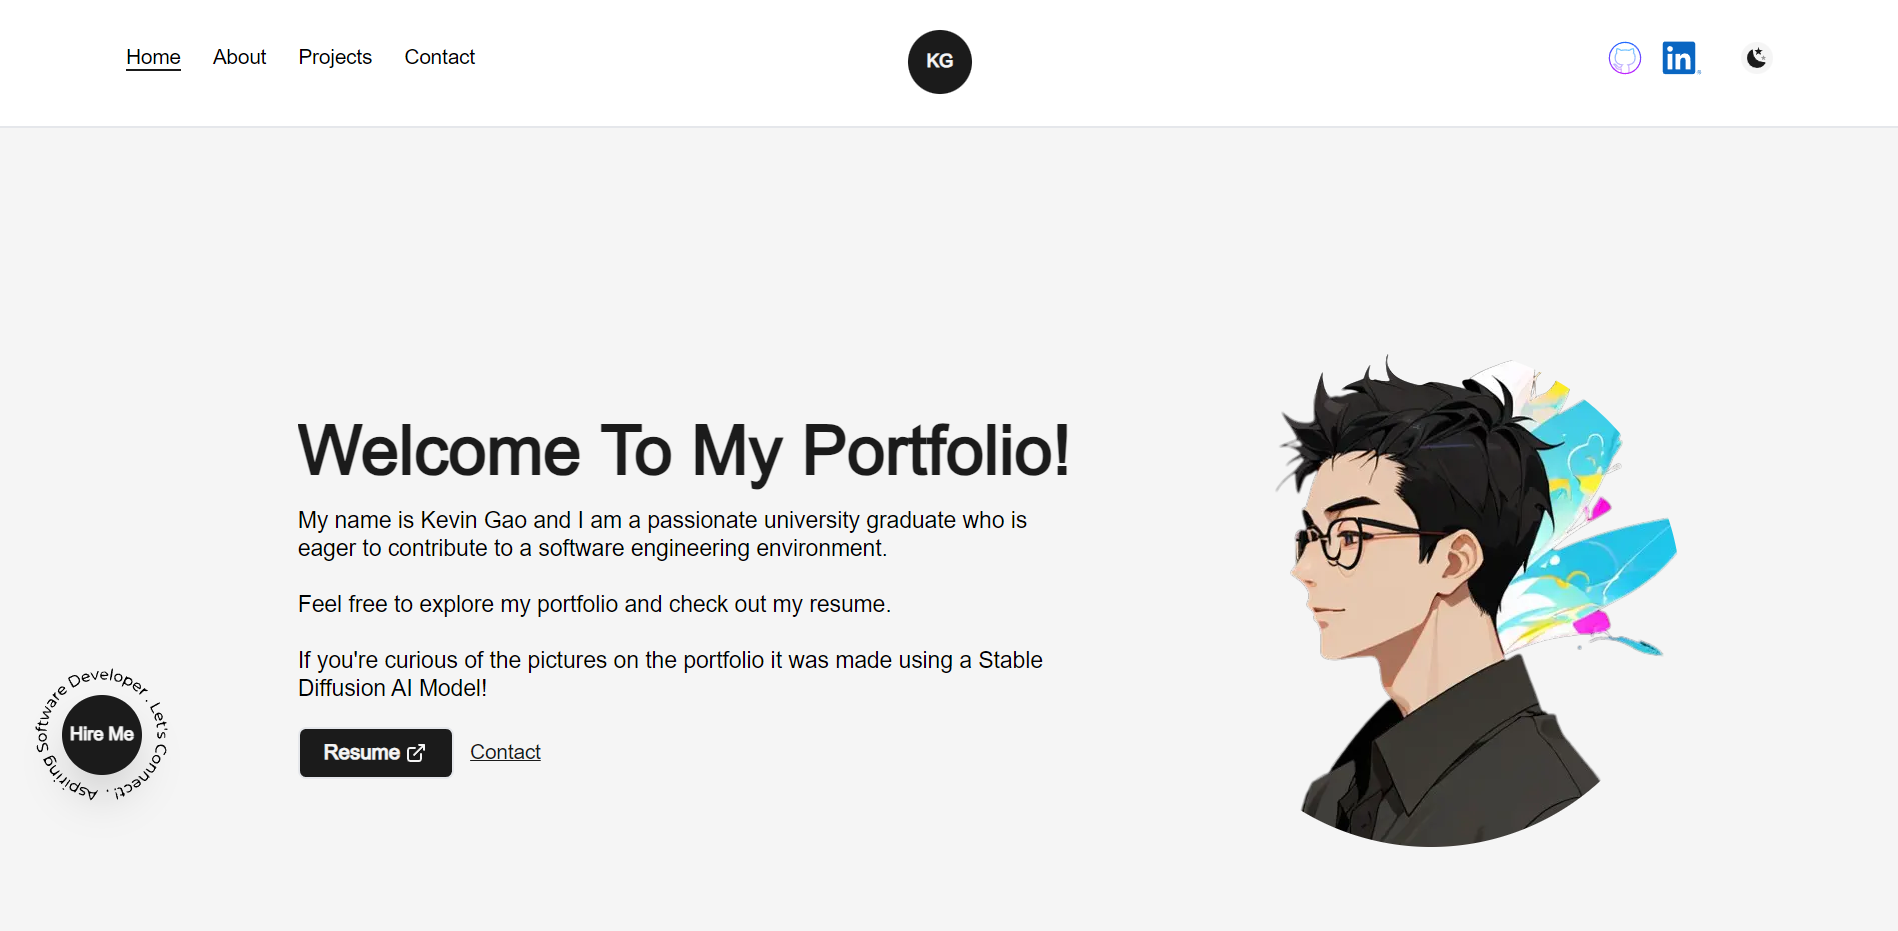 Home About Projects Contact
KG
in
Welcome To My Portfolio!
My name is Kevin Gao and I am a passionate university graduate who is
eager to contribute to a software engineering environment.
Feel free to explore my portfolio and check out my resume.
If you're curious of the pictures on the portfolio it was made using a Stable
Diffusion AI Model!
Resume
Contact
Aspiring Software Developer . Let's Connect! .
Hire Me